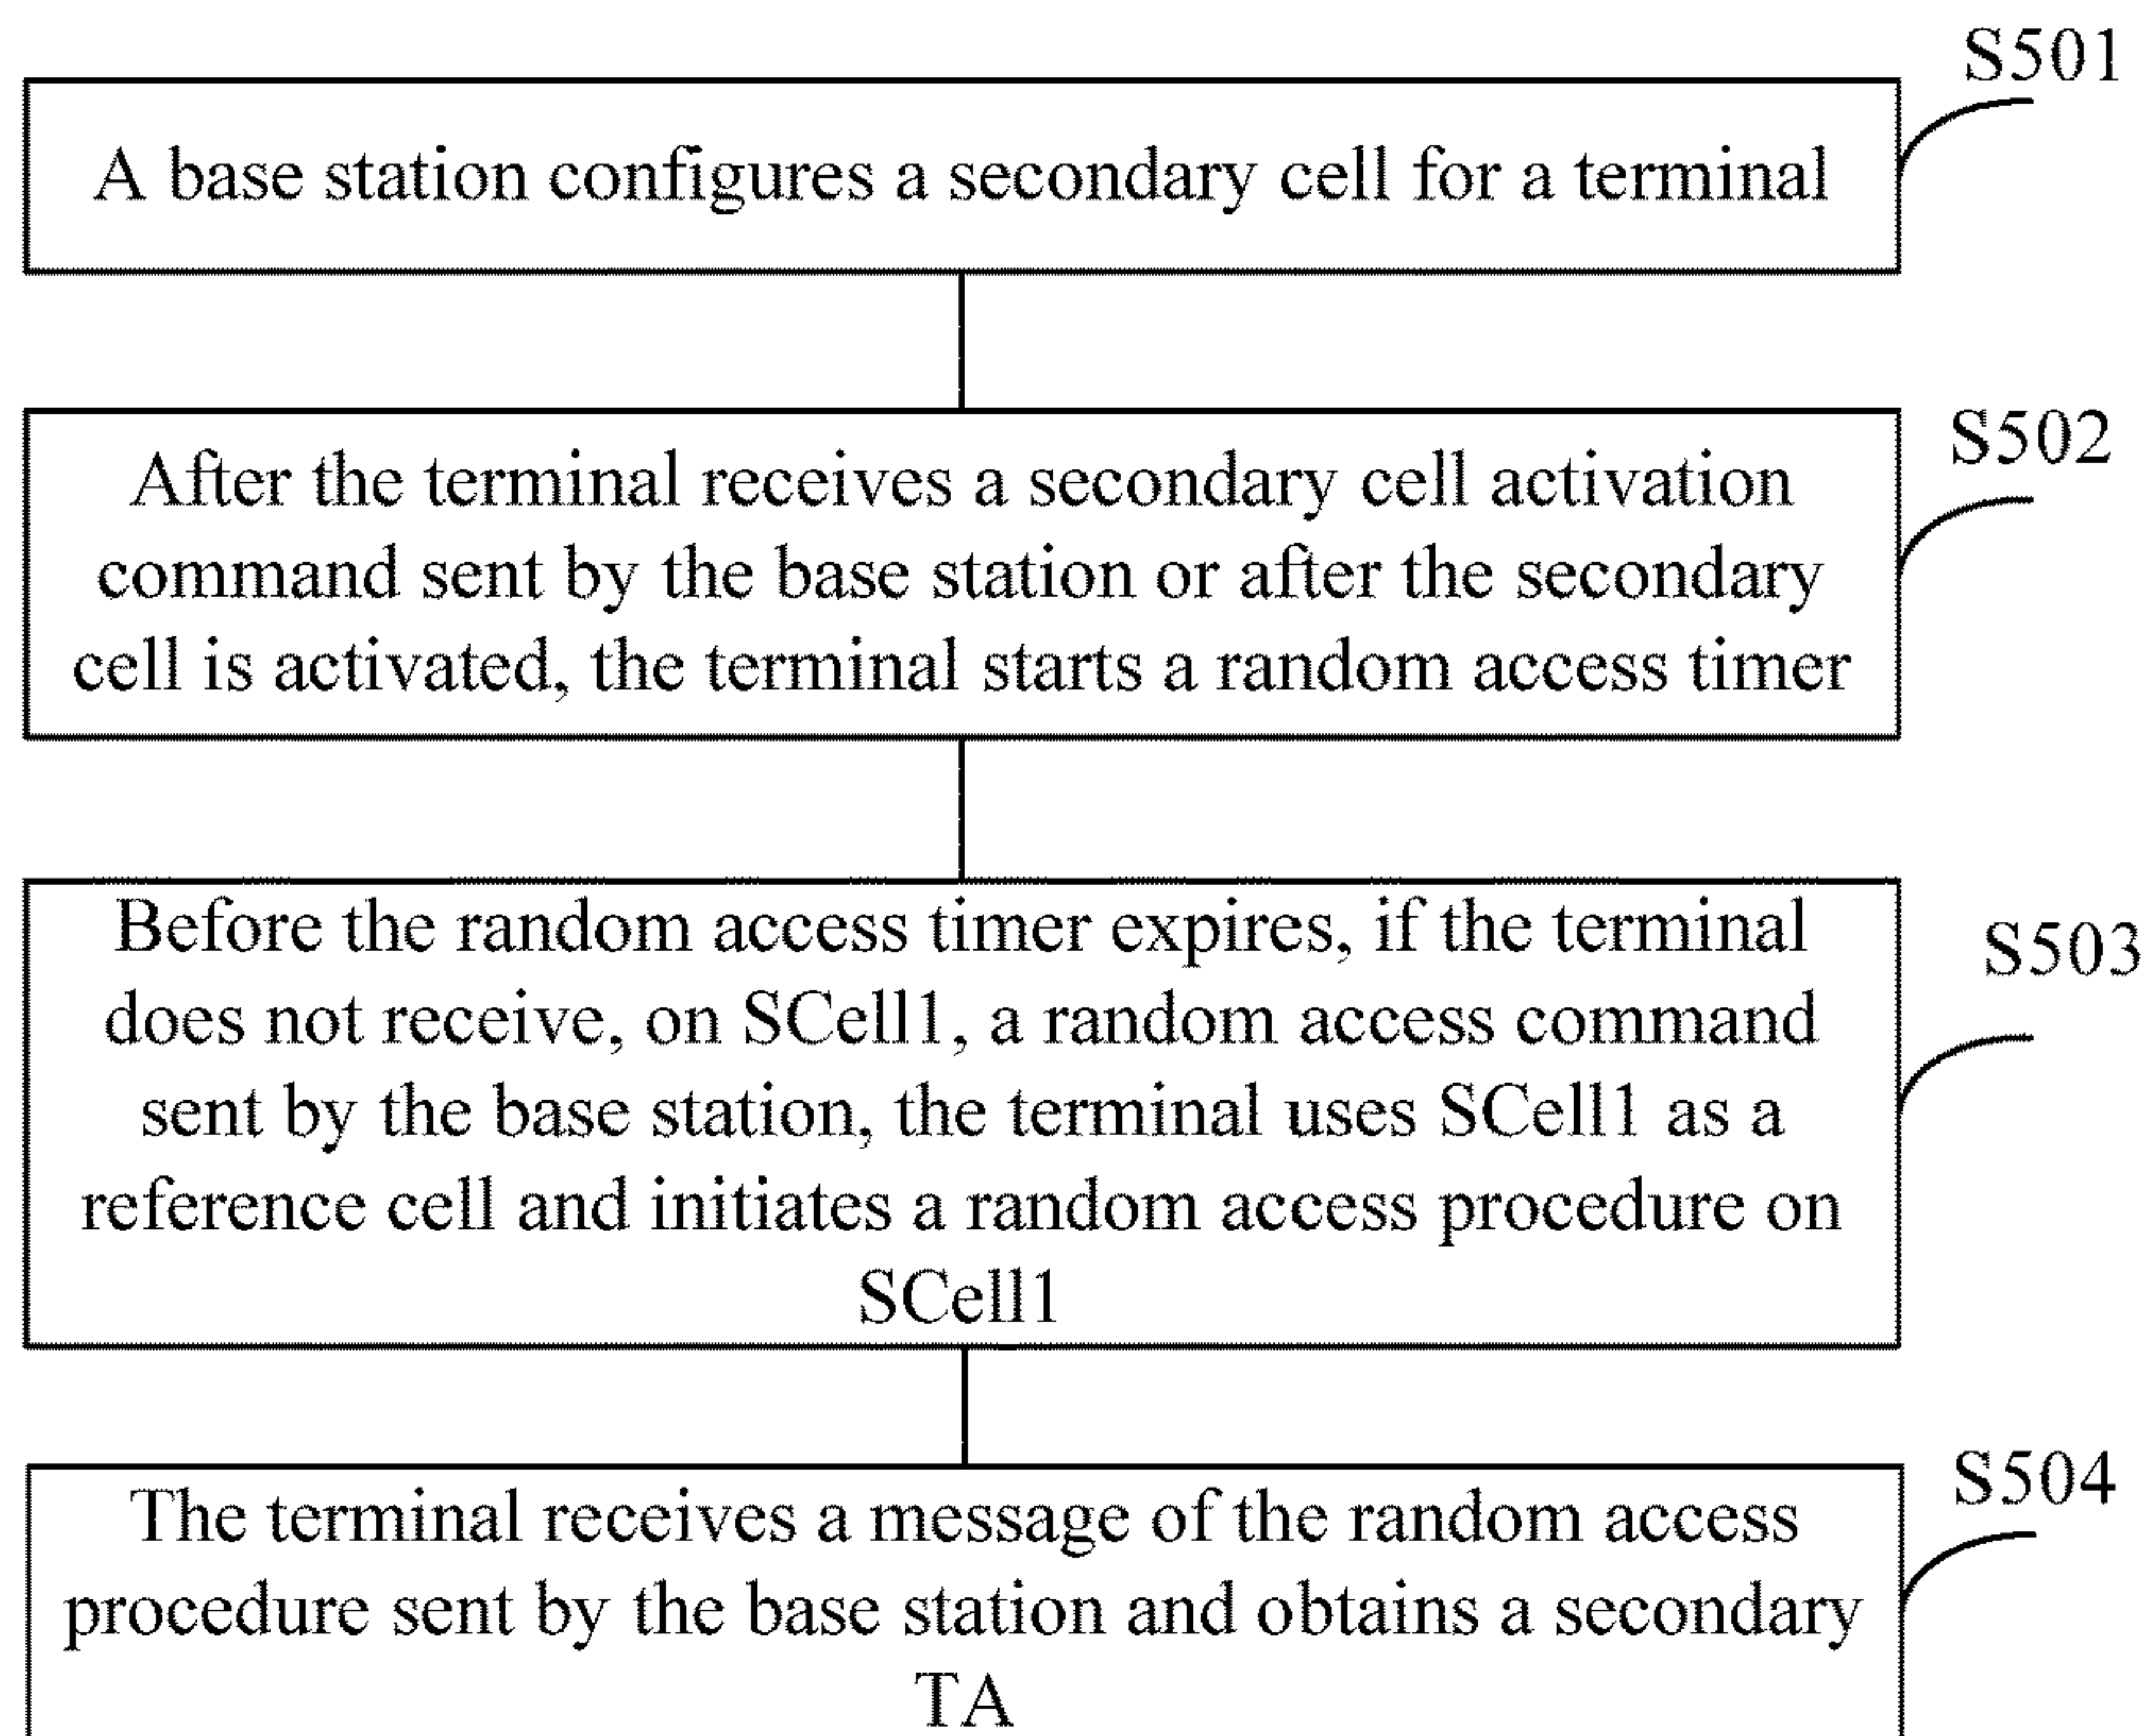 S501
A base station configures a secondary cell for a terminal
S502
After the terminal receives a secondary cell activation
command sent by the base station or after the secondary
cell is activated, the terminal starts a random access timer
S503
Before the random access timer expires, if the terminal
does not receive, on SCell1, a random access command
sent by the base station, the terminal uses SCell1 as a
reference cell and initiates a random access procedure on
SCell1
S504
The terminal receives a message of the random access
procedure sent by the base station and obtains a secondary
TA